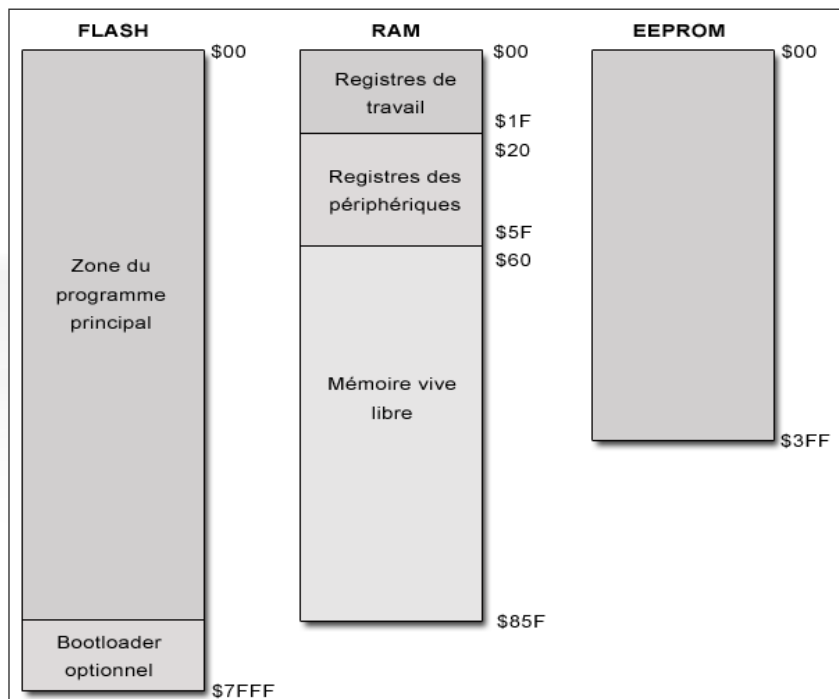 FLASH
$00
Zone du
programme
principal
Bootloader
optionnel
$7FFF
RAM
$00
Registres de
travail
$1F
$20
Registres des
périphériques
$5F
$60
Mémoire vive
libre
$85F
EEPROM
$00
$3FF